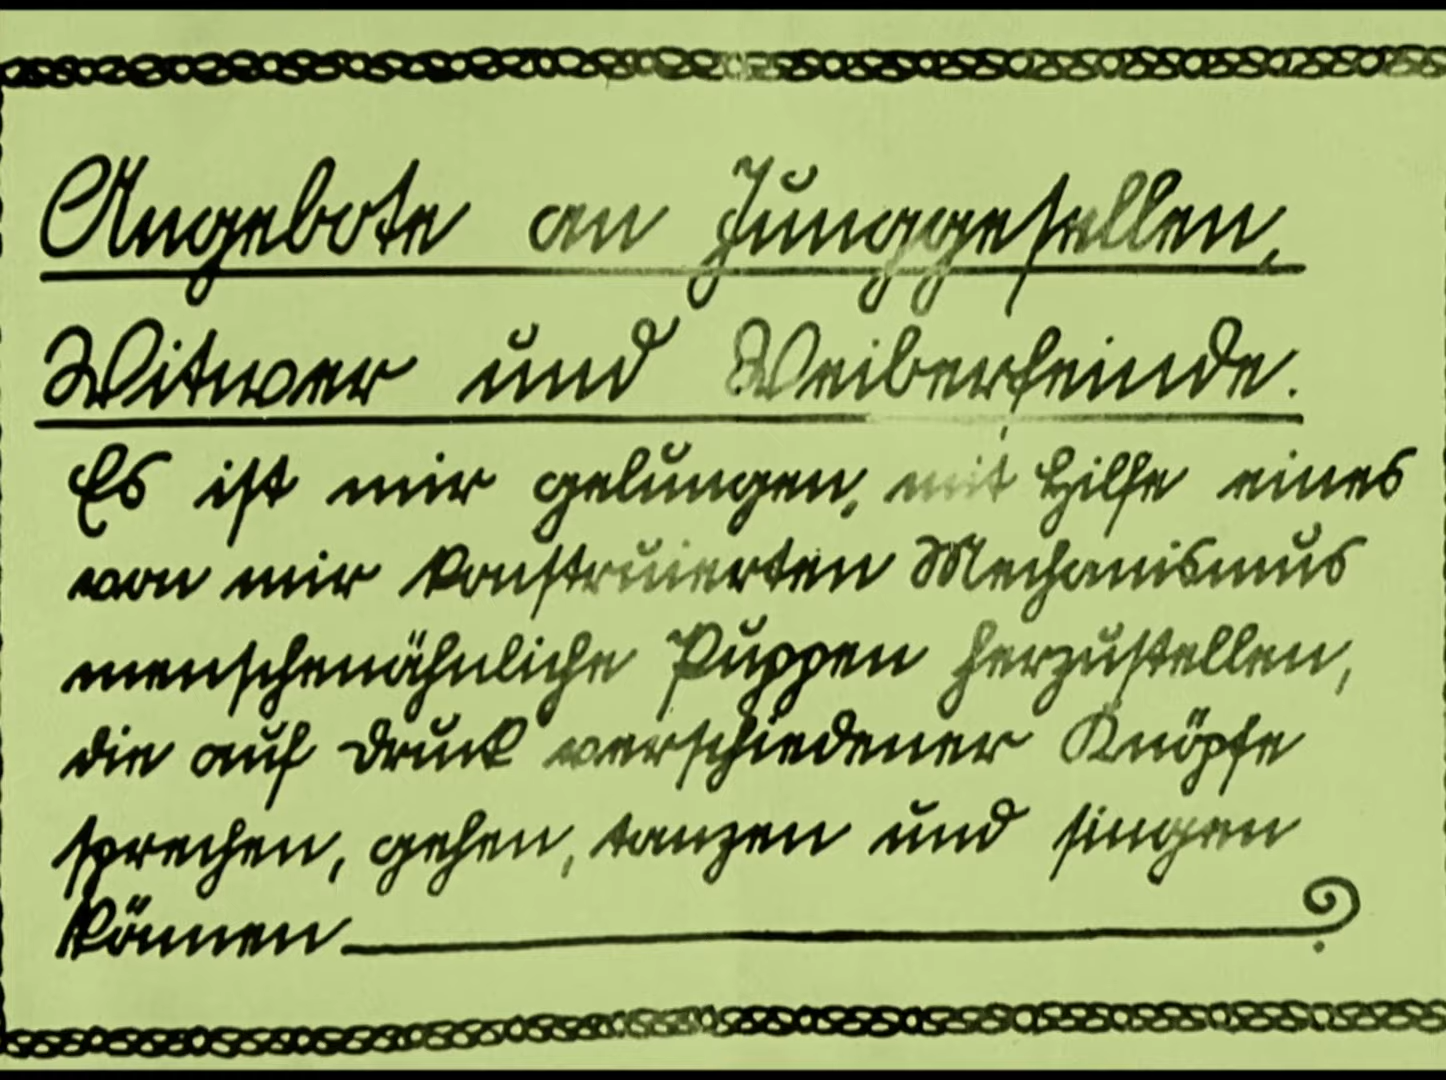 Angebote an Junggesellen,
Witwer und Weiberfeinde.
Es ist mir gelungen, mit Hilfe eines
von mir konstruierten Mechanismus
menschenähnliche Puppen herzustellen,
die auf Druck verschiedener Knöpfe
sprechen, gehen, tanzen und singen
können